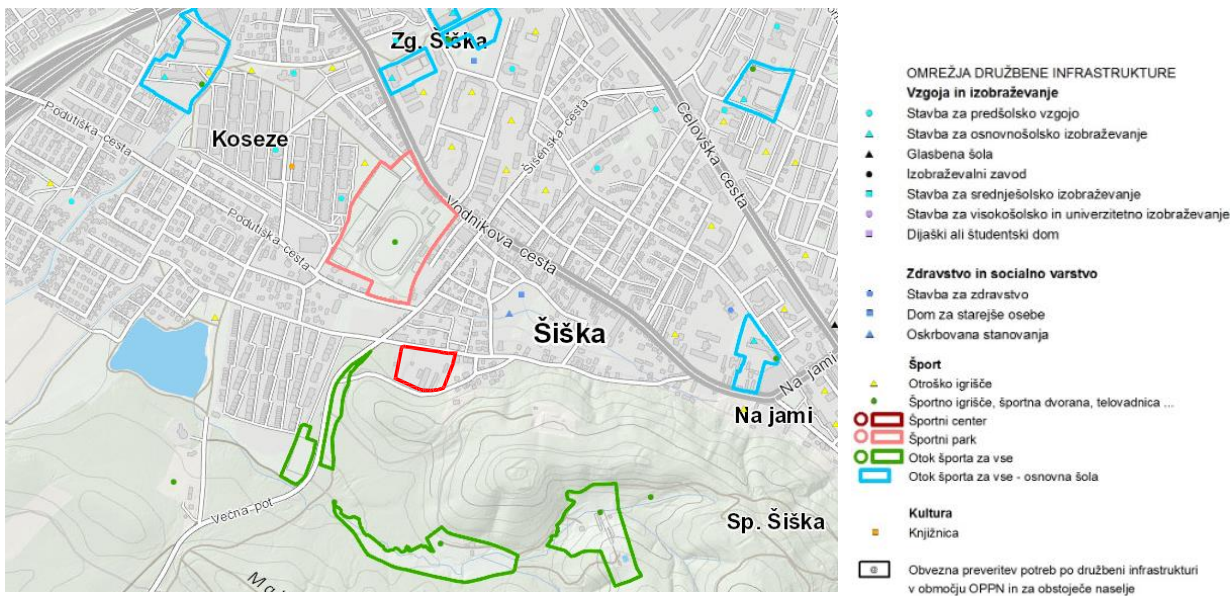 Zg. Šiška
Koseze
Podutiška cesta
Šišenska cesta
Celovška cesta
Vodnikova cesta
Podutiška cesta
Šiška
Na jami
Na jami
Večna pot
Sp. Šiška
OMREŽJA DRUŽBENE INFRASTRUKTURE
Vzgoja in izobraževanje
Stavba za predšolsko vzgojo
Stavba za osnovnošolsko izobraževanje
Glasbena šola
Izobraževalni zavod
Stavba za srednješolsko izobraževanje
Stavba za visokošolsko in univerzitetno izobraževanje
Dijaški ali študentski dom
Zdravstvo in socialno varstvo
Stavba za zdravstvo
Dom za starejše osebe
Oskrbovana stanovanja
Šport
Otroško igrišče
Športno igrišče, športna dvorana, telovadnica ...
Športni center
Športni park
Otok športa za vse
Otok športa za vse - osnovna šola
Kultura
Knjižnica
Obvezna preveritev potreb po družbeni infrastrukturi
v območju OPPN in za obstoječe naselje